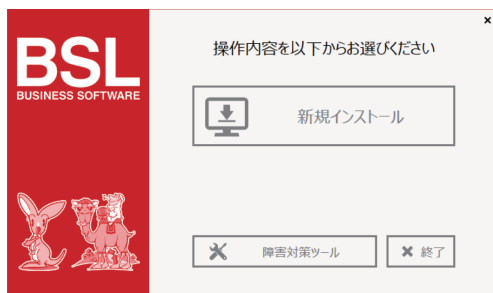 BSL
BUSINESS SOFTWARE
操作内容を以下からお選びください
新規インストール
障害対策ツール
終了